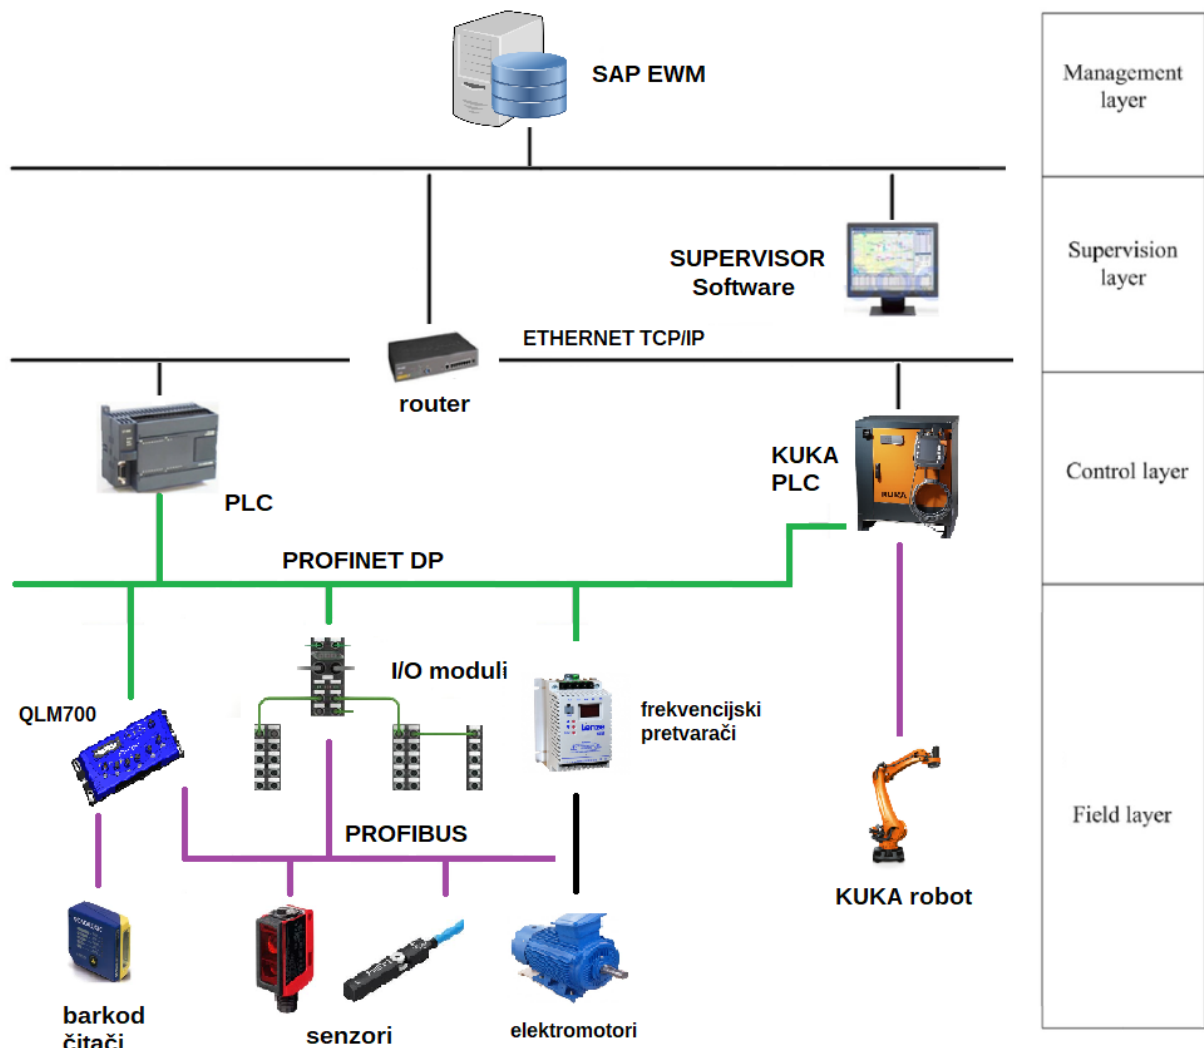 SAP EWM
Management
layer
SUPERVISOR
Software
Supervision
layer
ETHERNET TCP/IP
router
KUKA
PLC
KUKA
Control layer
PLC
PROFINET DP
I/O moduli
QLM700
frekvencijski
pretvarači
Field layer
PROFIBUS
KUKA robot
barkod
čitači
senzori
elektromotori